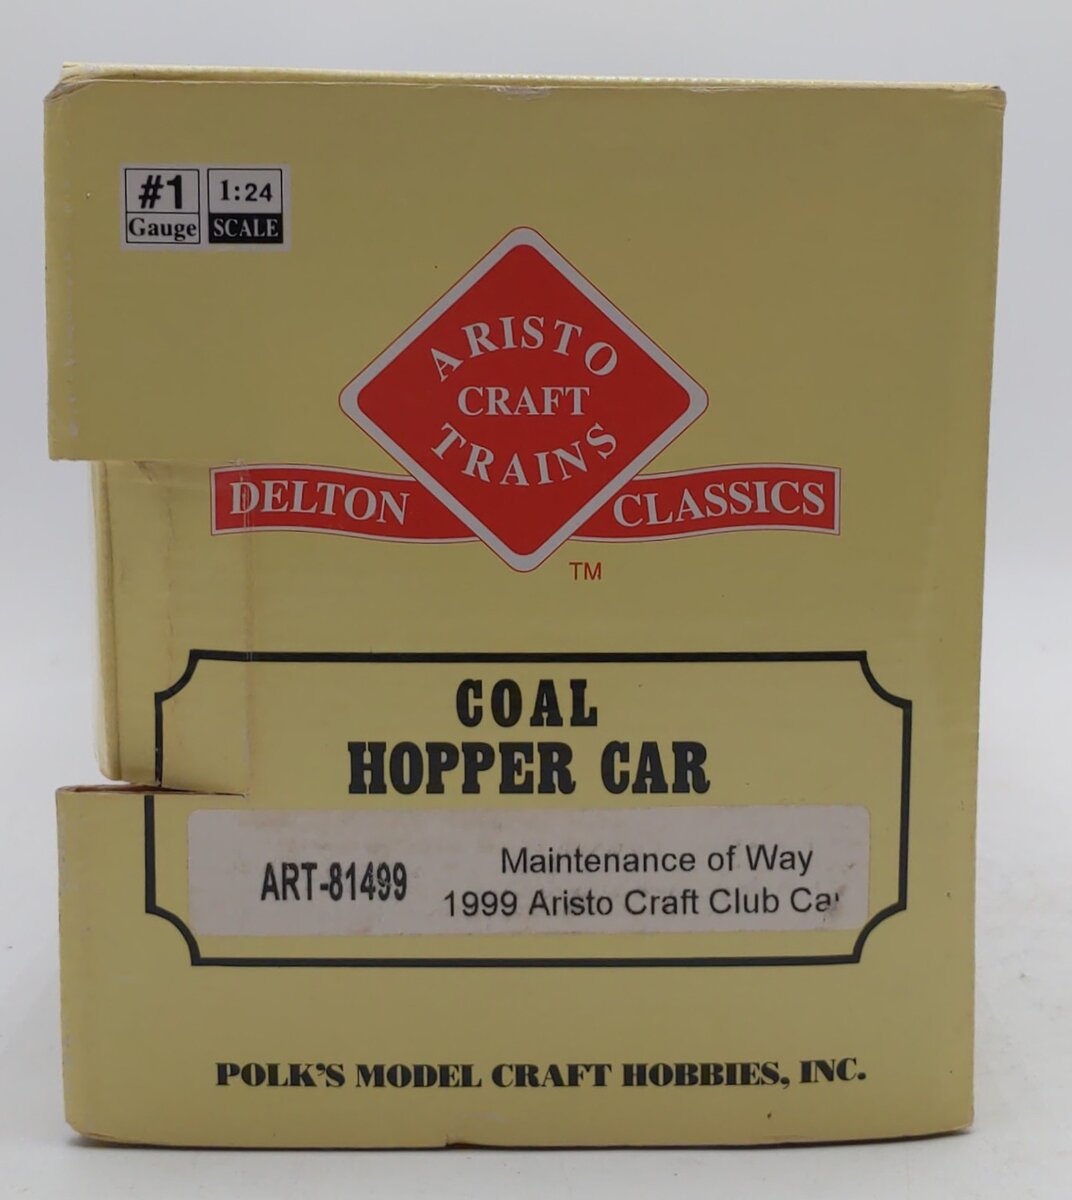 #1 1:24
Gauge SCALE
ARISTO
CRAFT
TRAINS
DELTON CLASSICS
TM
COAL
HOPPER CAR
ART-81499
Maintenance of Way
1999 Aristo Craft Club Car
POLK'S MODEL CRAFT HOBBIES, INC.